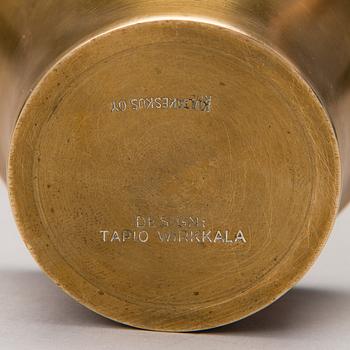 KULTAKESKUS OY
DESIGN:
TAPIO WIRKKALA